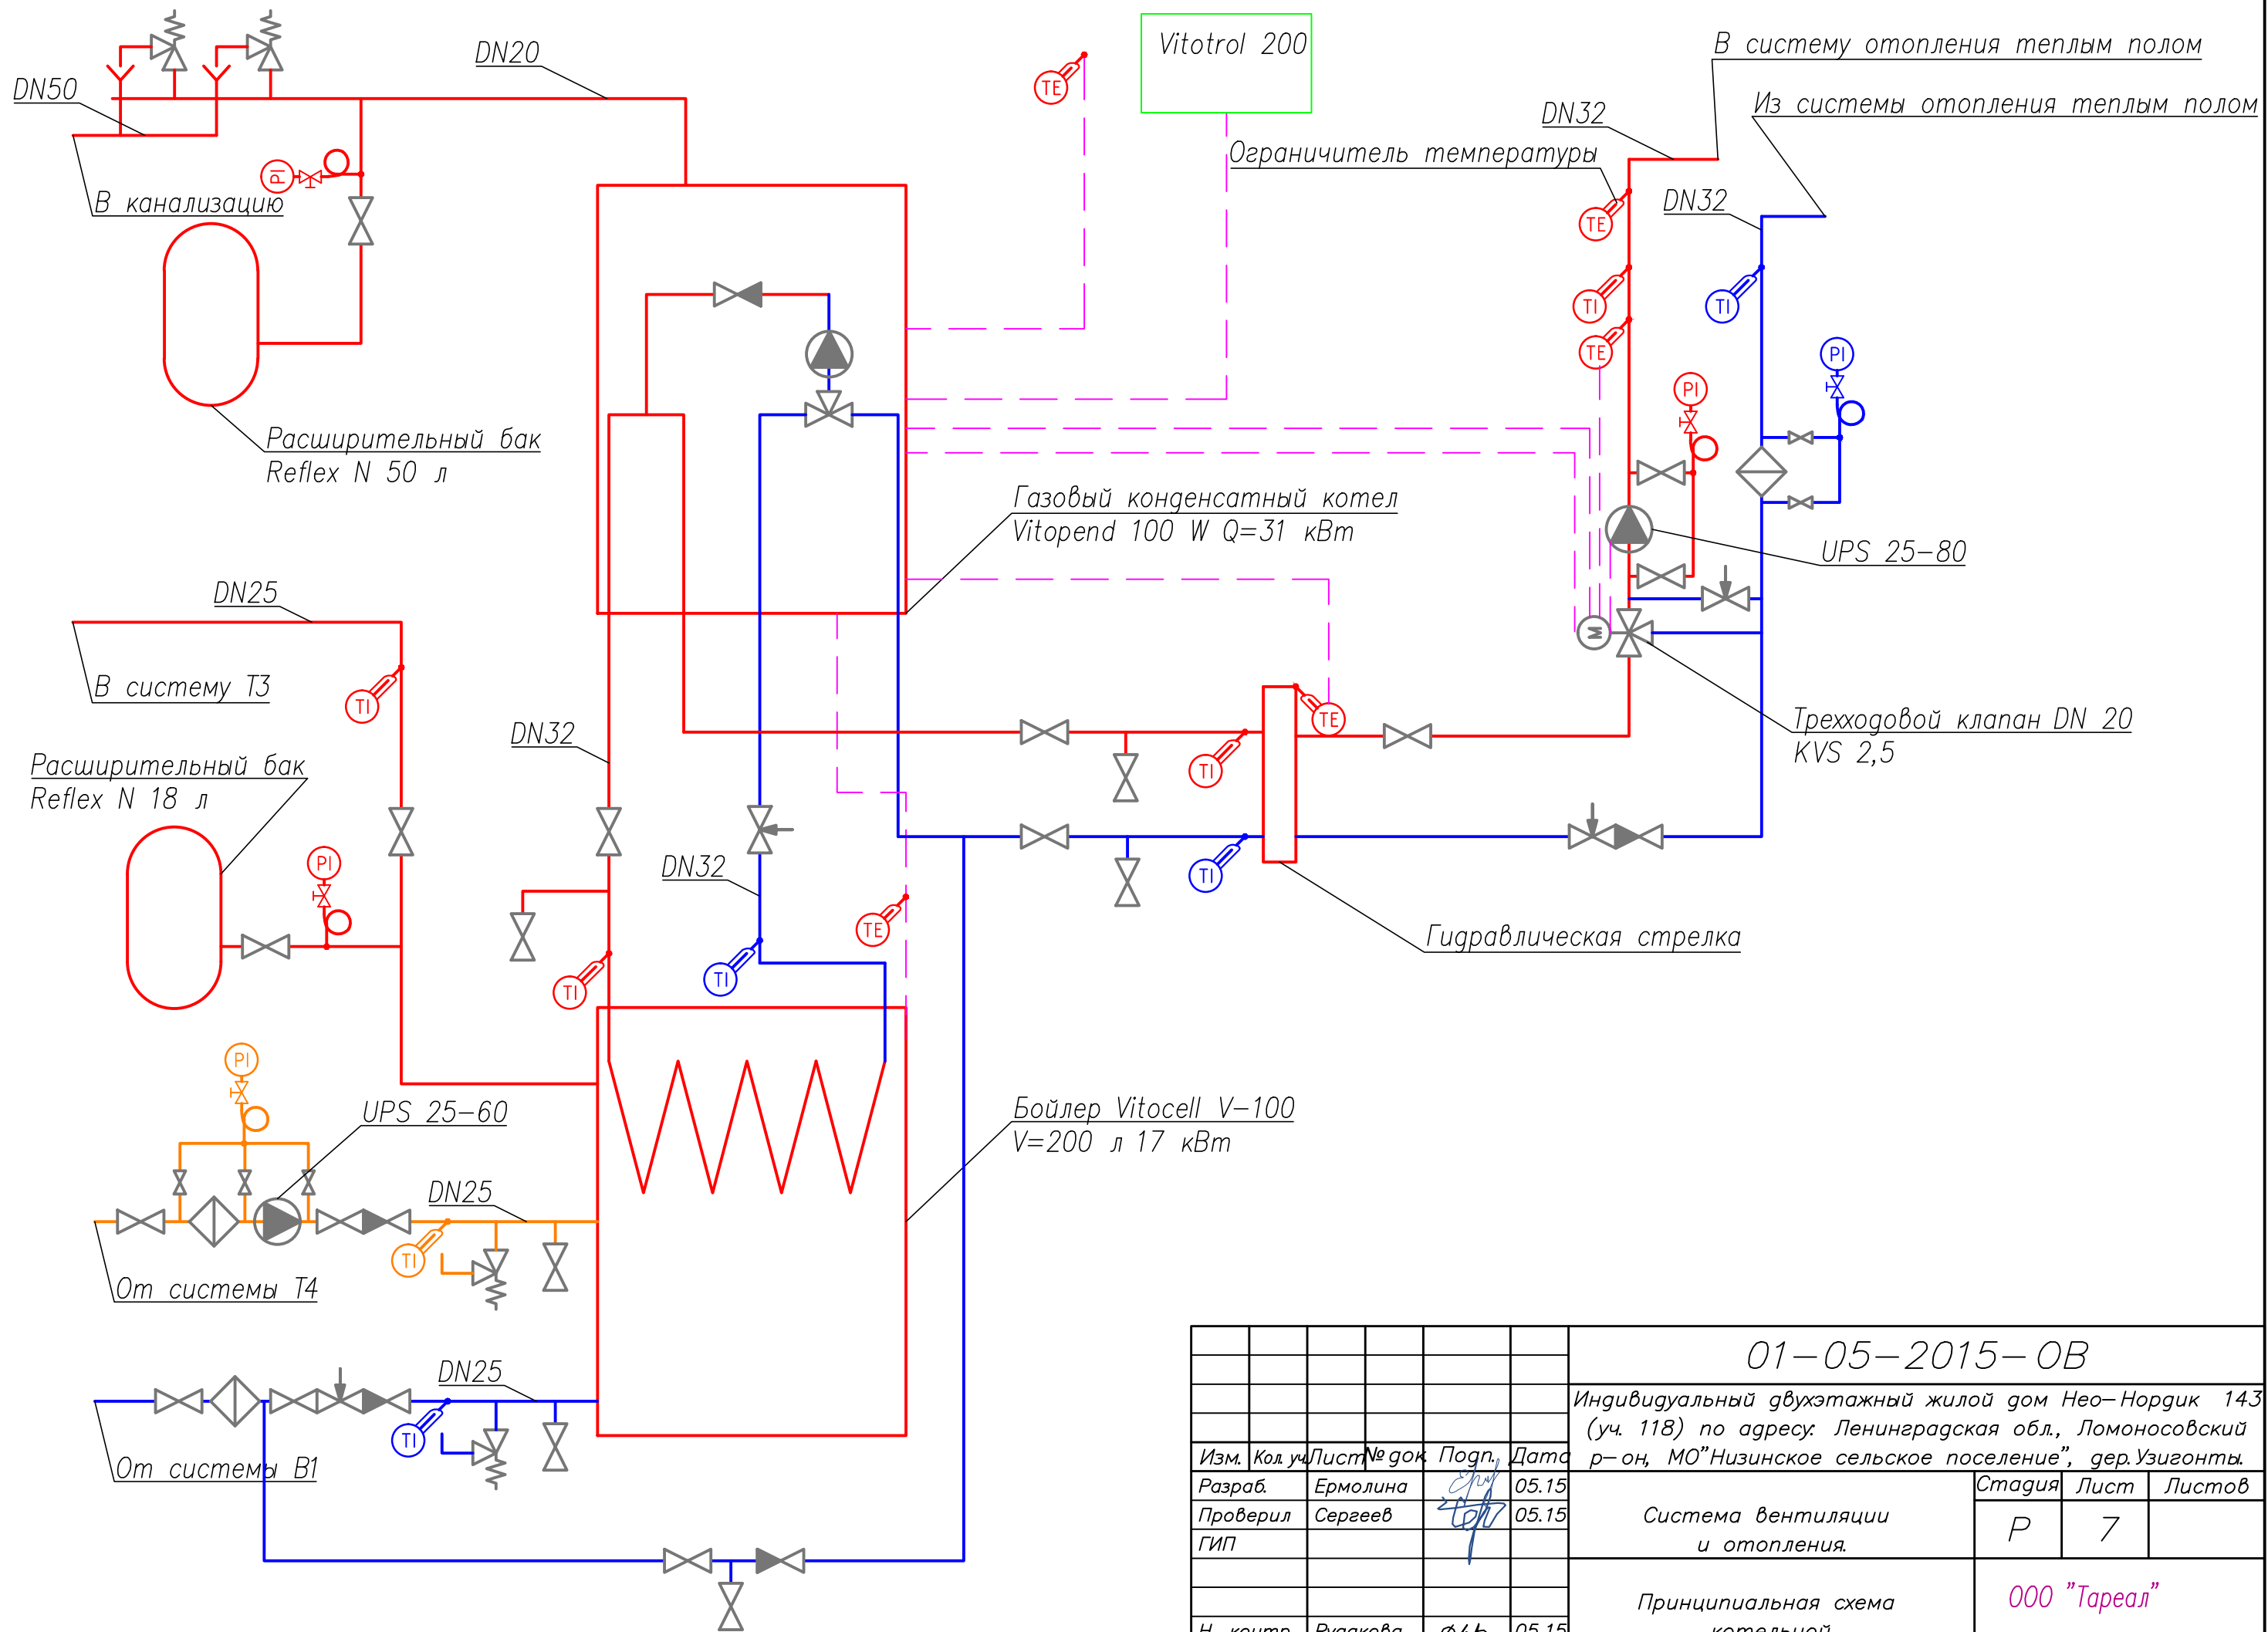 DN20
Vitotrol 200
В систему отопления теплым полом
DN50
TE
DN32
Из системы отопления теплым полом
Ограничитель температуры
PI
В канализацию
DN32
TE
TI
TI
TE
PI
PI
Расширительный бак
Reflex N 50 л
Газовый конденсатный котел
Vitopend 100 W Q=31 кВт
UPS 25-80
DN25
M
В систему Т3
TI
DN32
TE
Трехходовой клапан DN 20
KVS 2,5
Расширительный бак
Reflex N 18 л
TI
PI
DN32
TI
TE
Гидравлическая стрелка
TI
TI
PI
UPS 25-60
Бойлер Vitocell V-100
V=200 л 17 кВт
DN25
TI
От системы Т4
DN25
TI
От системы В1
01-05-2015-ОВ
Индивидуальный двухэтажный жилой дом Нео-Нордик 143
(уч. 118) по адресу: Ленинградская обл., Ломоносовский
р-он, МО"Низинское сельское поселение", дер.Узигонты.
Изм. Кол. уч Лист № док. Подп. Дата
Разраб. Ермолина 05.15
Проверил Сергеев 05.15
ГИП
Система вентиляции
и отопления.
Стадия Лист Листов
Р 7
Принципиальная схема
котельной
ООО "Тареал"
Н. контр. Рудакова 05.15